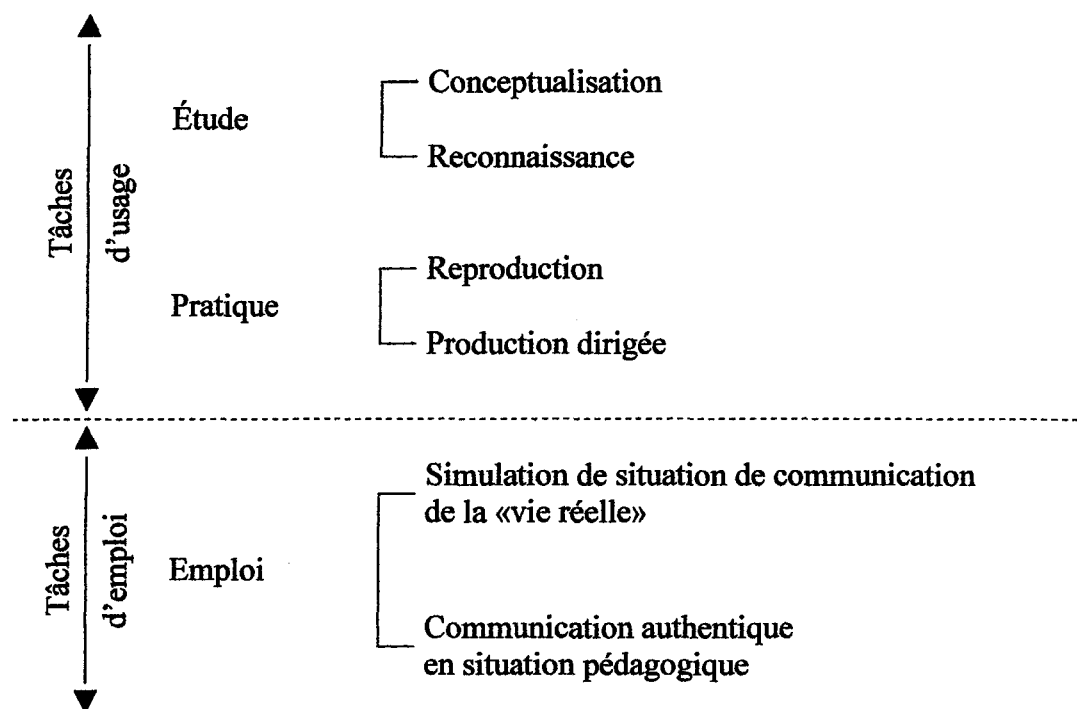 Tâches
d'usage
Étude
Conceptualisation
Reconnaissance
Pratique
Reproduction
Production dirigée
Tâches
d'emploi
Emploi
Simulation de situation de communication
de la «vie réelle»
Communication authentique
en situation pédagogique